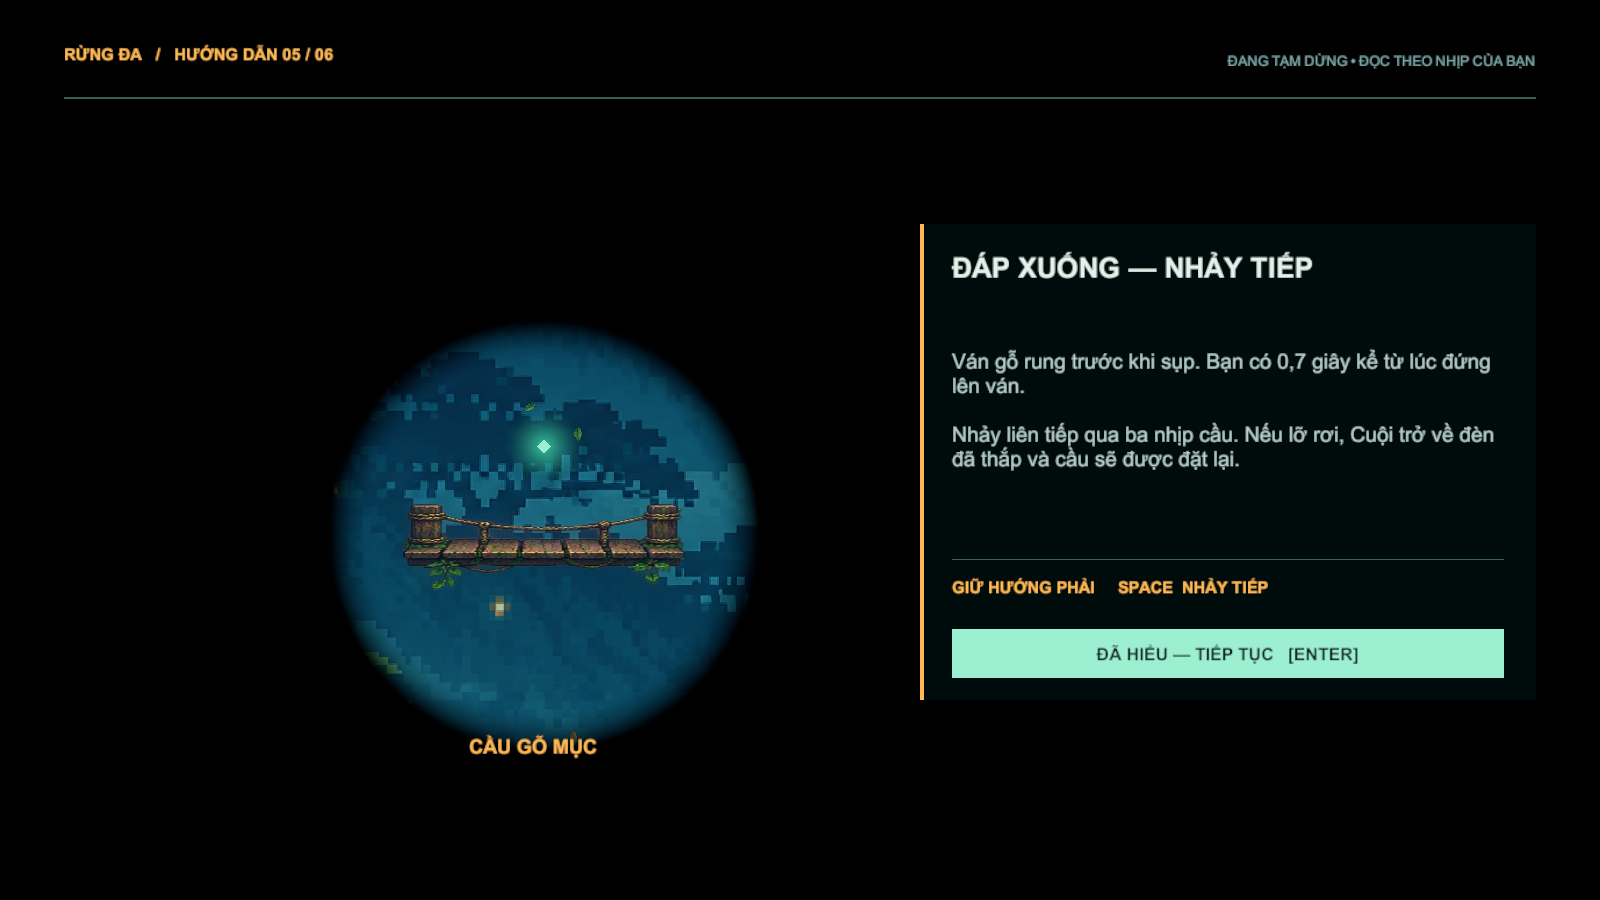 RỪNG ĐA / HƯỚNG DẪN 05 / 06
ĐANG TẠM DỪNG • ĐỌC THEO NHỊP CỦA BẠN
ĐÁP XUỐNG — NHẢY TIẾP
Ván gỗ rung trước khi sụp. Bạn có 0,7 giây kể từ lúc đứng
lên ván.
Nhảy liên tiếp qua ba nhịp cầu. Nếu lỡ rơi, Cuội trở về đèn
đã thắp và cầu sẽ được đặt lại.
GIỮ HƯỚNG PHẢI SPACE NHẢY TIẾP
ĐÃ HIỂU — TIẾP TỤC [ENTER]
CẦU GỖ MỤC